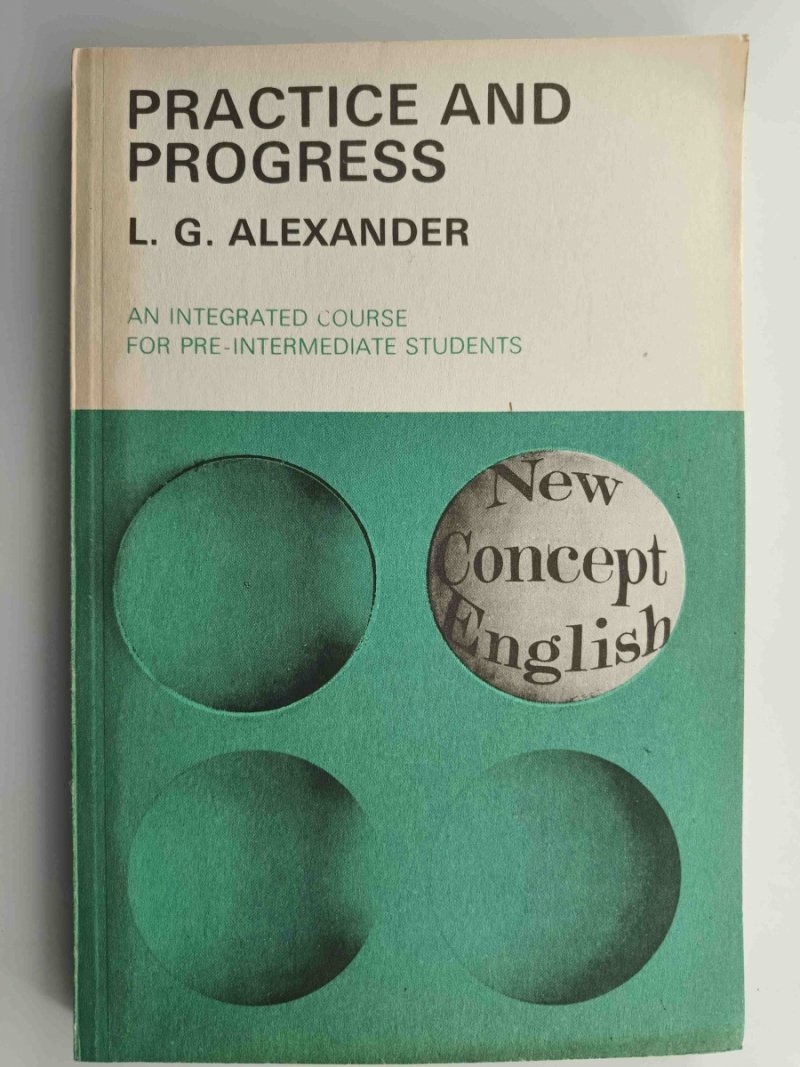 PRACTICE AND
PROGRESS
L. G. ALEXANDER
AN INTEGRATED COURSE
FOR PRE-INTERMEDIATE STUDENTS
New
Concept
English